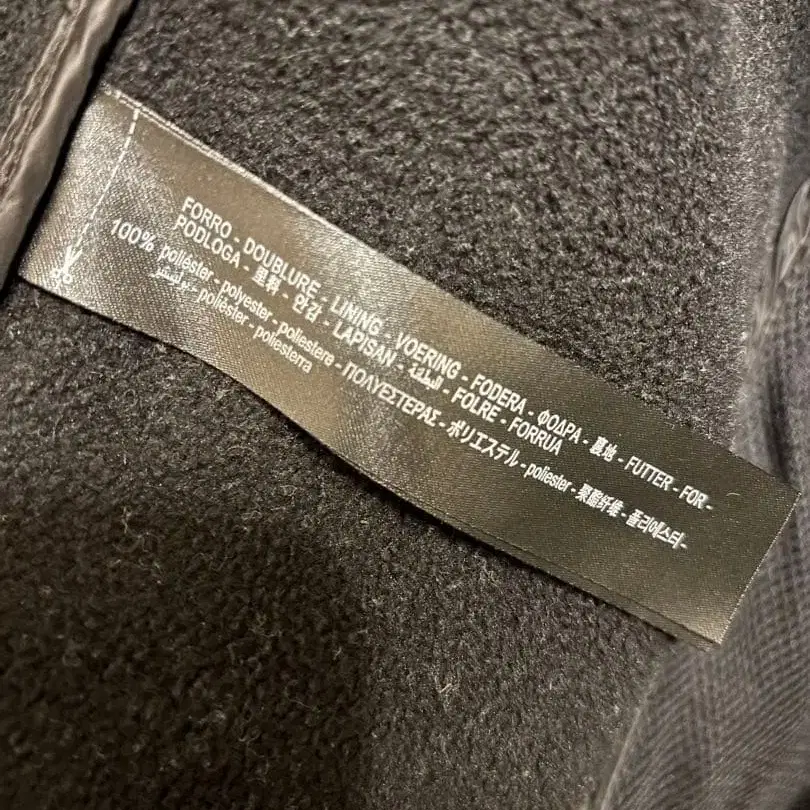 FORRO - DOUBLURE - LINING - VOERING - FODERA - ΦΟΔΡΑ - 裏地 - FUTTER - FOR -
PODLOGA - 里料 - 안감 - LAPISAN - البطانة - FOLRE - FORRUA
100% poliéster - polyester - poliestere - ΠΟΛΥΕΣΤΕΡΑΣ - ポリエステル - poliester - 聚酯纤维 - 폴리에스터 -
بوليستر - polièster - poliesterra